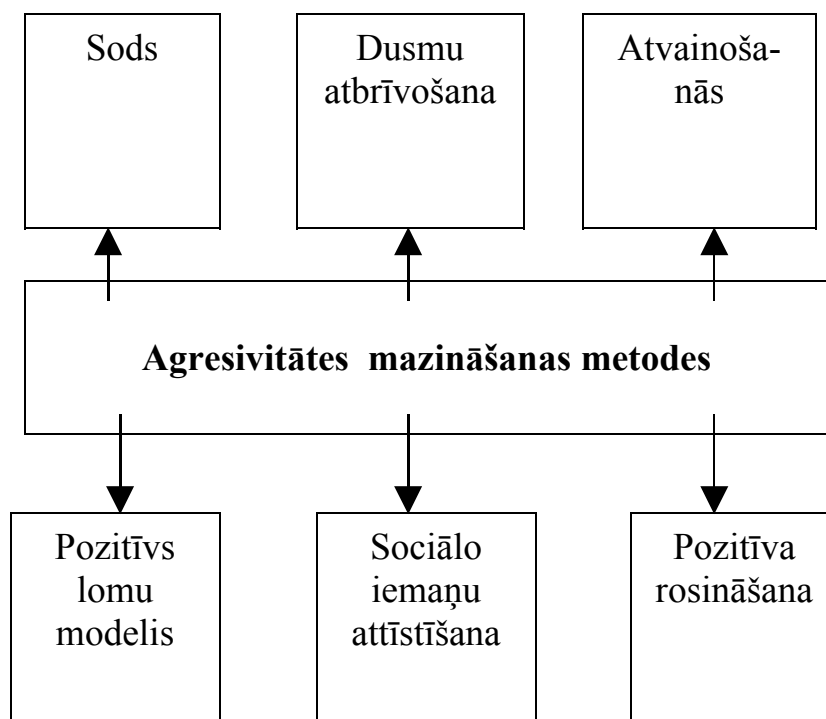 Sods
Dusmu
atbrīvošana
Atvainoša-
nās
Agresivitātes mazināšanas metodes
Pozitīvs
lomu
modelis
Sociālo
iemaņu
attīstīšana
Pozitīva
rosināšana